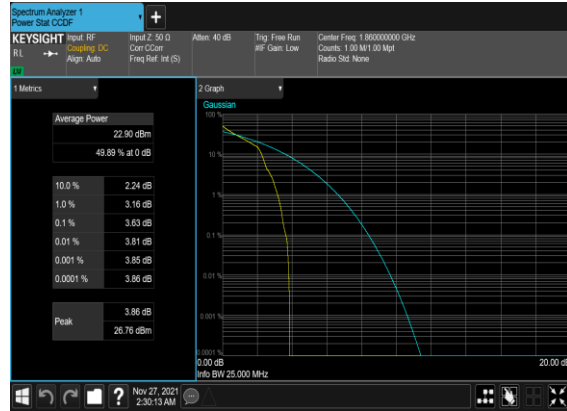 Spectrum Analyzer 1
Power Stat CCDF
KEYSIGHT
RL
Input: RF
Coupling: DC
Align: Auto
Input Z: 50 Ω
Corr CCorr
Freq Ref: Int (S)
Atten: 40 dB
Trig: Free Run
#IF Gain: Low
Center Freq: 1.860000000 GHz
Counts: 1.00 M/1.00 Mpt
Radio Std: None
1 Metrics
Average Power
22.90 dBm
49.89 % at 0 dB
10.0 % 2.24 dB
1.0 % 3.16 dB
0.1 % 3.63 dB
0.01 % 3.81 dB
0.001 % 3.85 dB
0.0001 % 3.86 dB
Peak
3.86 dB
26.76 dBm
2 Graph
Gaussian
100 %
10 %
1 %
0.1 %
0.01 %
0.001 %
0.0001 %
0.00 dB
20.00 dB
Info BW 25.000 MHz
Nov 27, 2021
2:30:13 AM